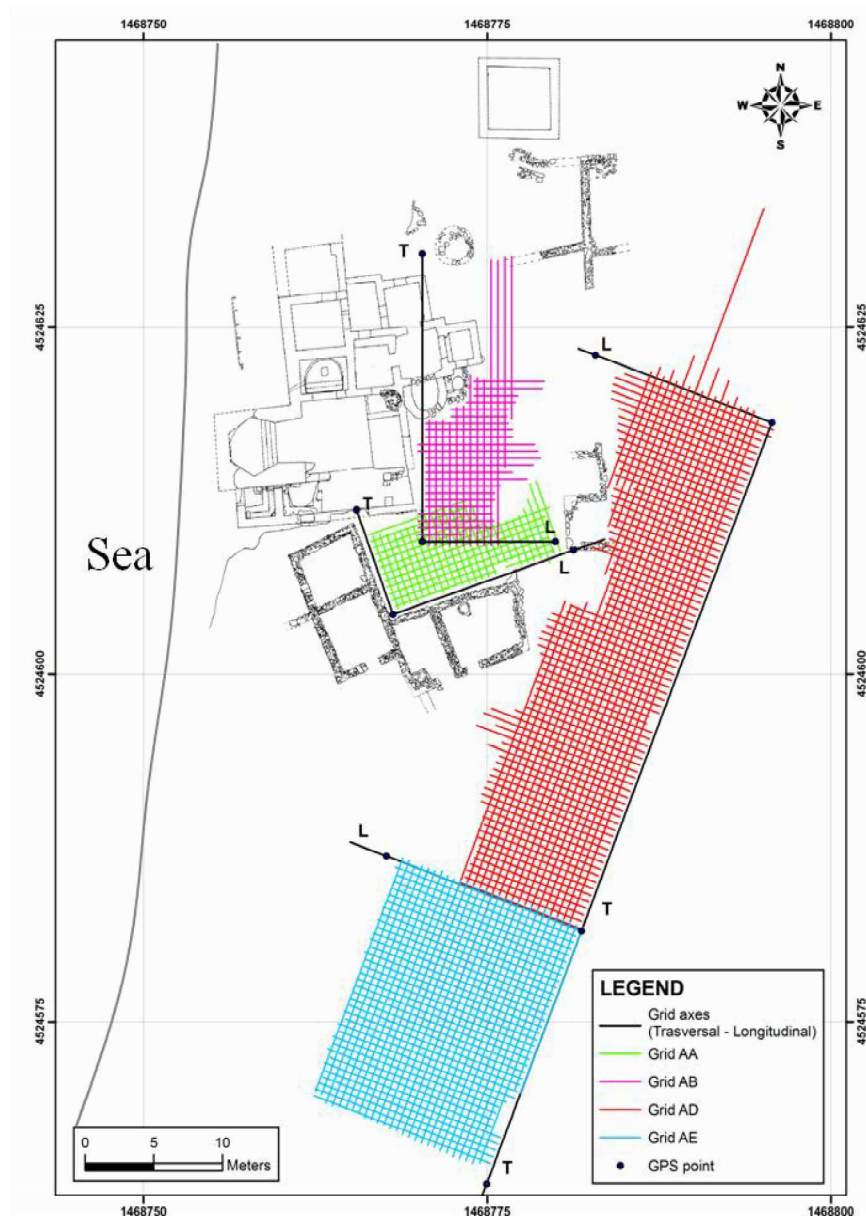 1468750 1468775 1468800
N
W E
S
T
4524625 4524625
L
T
L
Sea
L
4524600 4524600
L
T
LEGEND
Grid axes
(Trasversal - Longitudinal)
4524575 4524575
Grid AA
Grid AB
Grid AD
Grid AE
GPS point
0 5 10
Meters
T
1468750 1468775 1468800